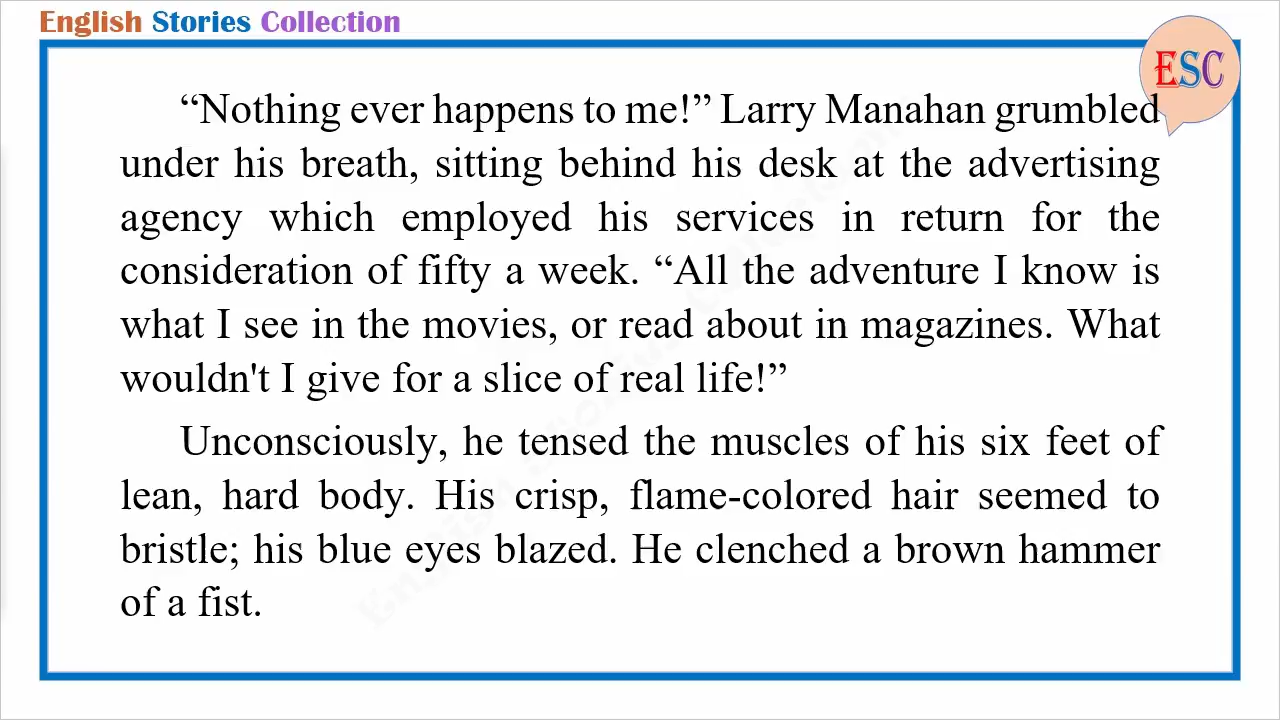 English Stories Collection
ESC
“Nothing ever happens to me!” Larry Manahan grumbled
under his breath, sitting behind his desk at the advertising
agency which employed his services in return for the
consideration of fifty a week. “All the adventure I know is
what I see in the movies, or read about in magazines. What
wouldn't I give for a slice of real life!”
Unconsciously, he tensed the muscles of his six feet of
lean, hard body. His crisp, flame-colored hair seemed to
bristle; his blue eyes blazed. He clenched a brown hammer
of a fist.